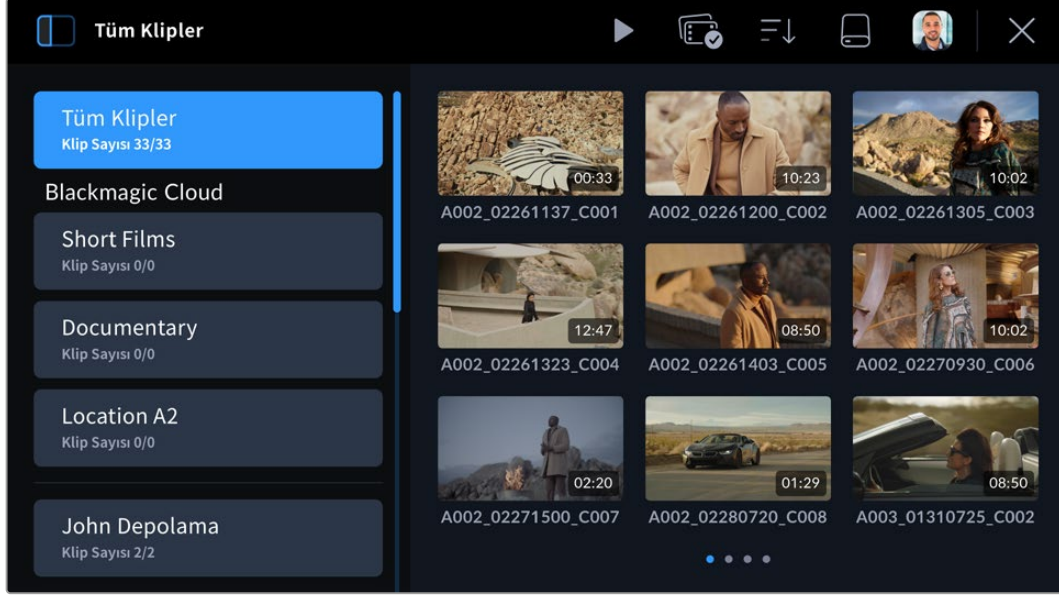 Tüm Klipler
Tüm Klipler
Klip Sayısı 33/33
Blackmagic Cloud
Short Films
Klip Sayısı 0/0
Documentary
Klip Sayısı 0/0
Location A2
Klip Sayısı 0/0
John Depolama
Klip Sayısı 2/2
00:33
10:23
10:02
A002_02261137_C001
A002_02261200_C002
A002_02261305_C003
12:47
08:50
10:02
A002_02261323_C004
A002_02261403_C005
A002_02270930_C006
02:20
01:29
08:50
A002_02271500_C007
A002_02280720_C008
A003_01310725_C002